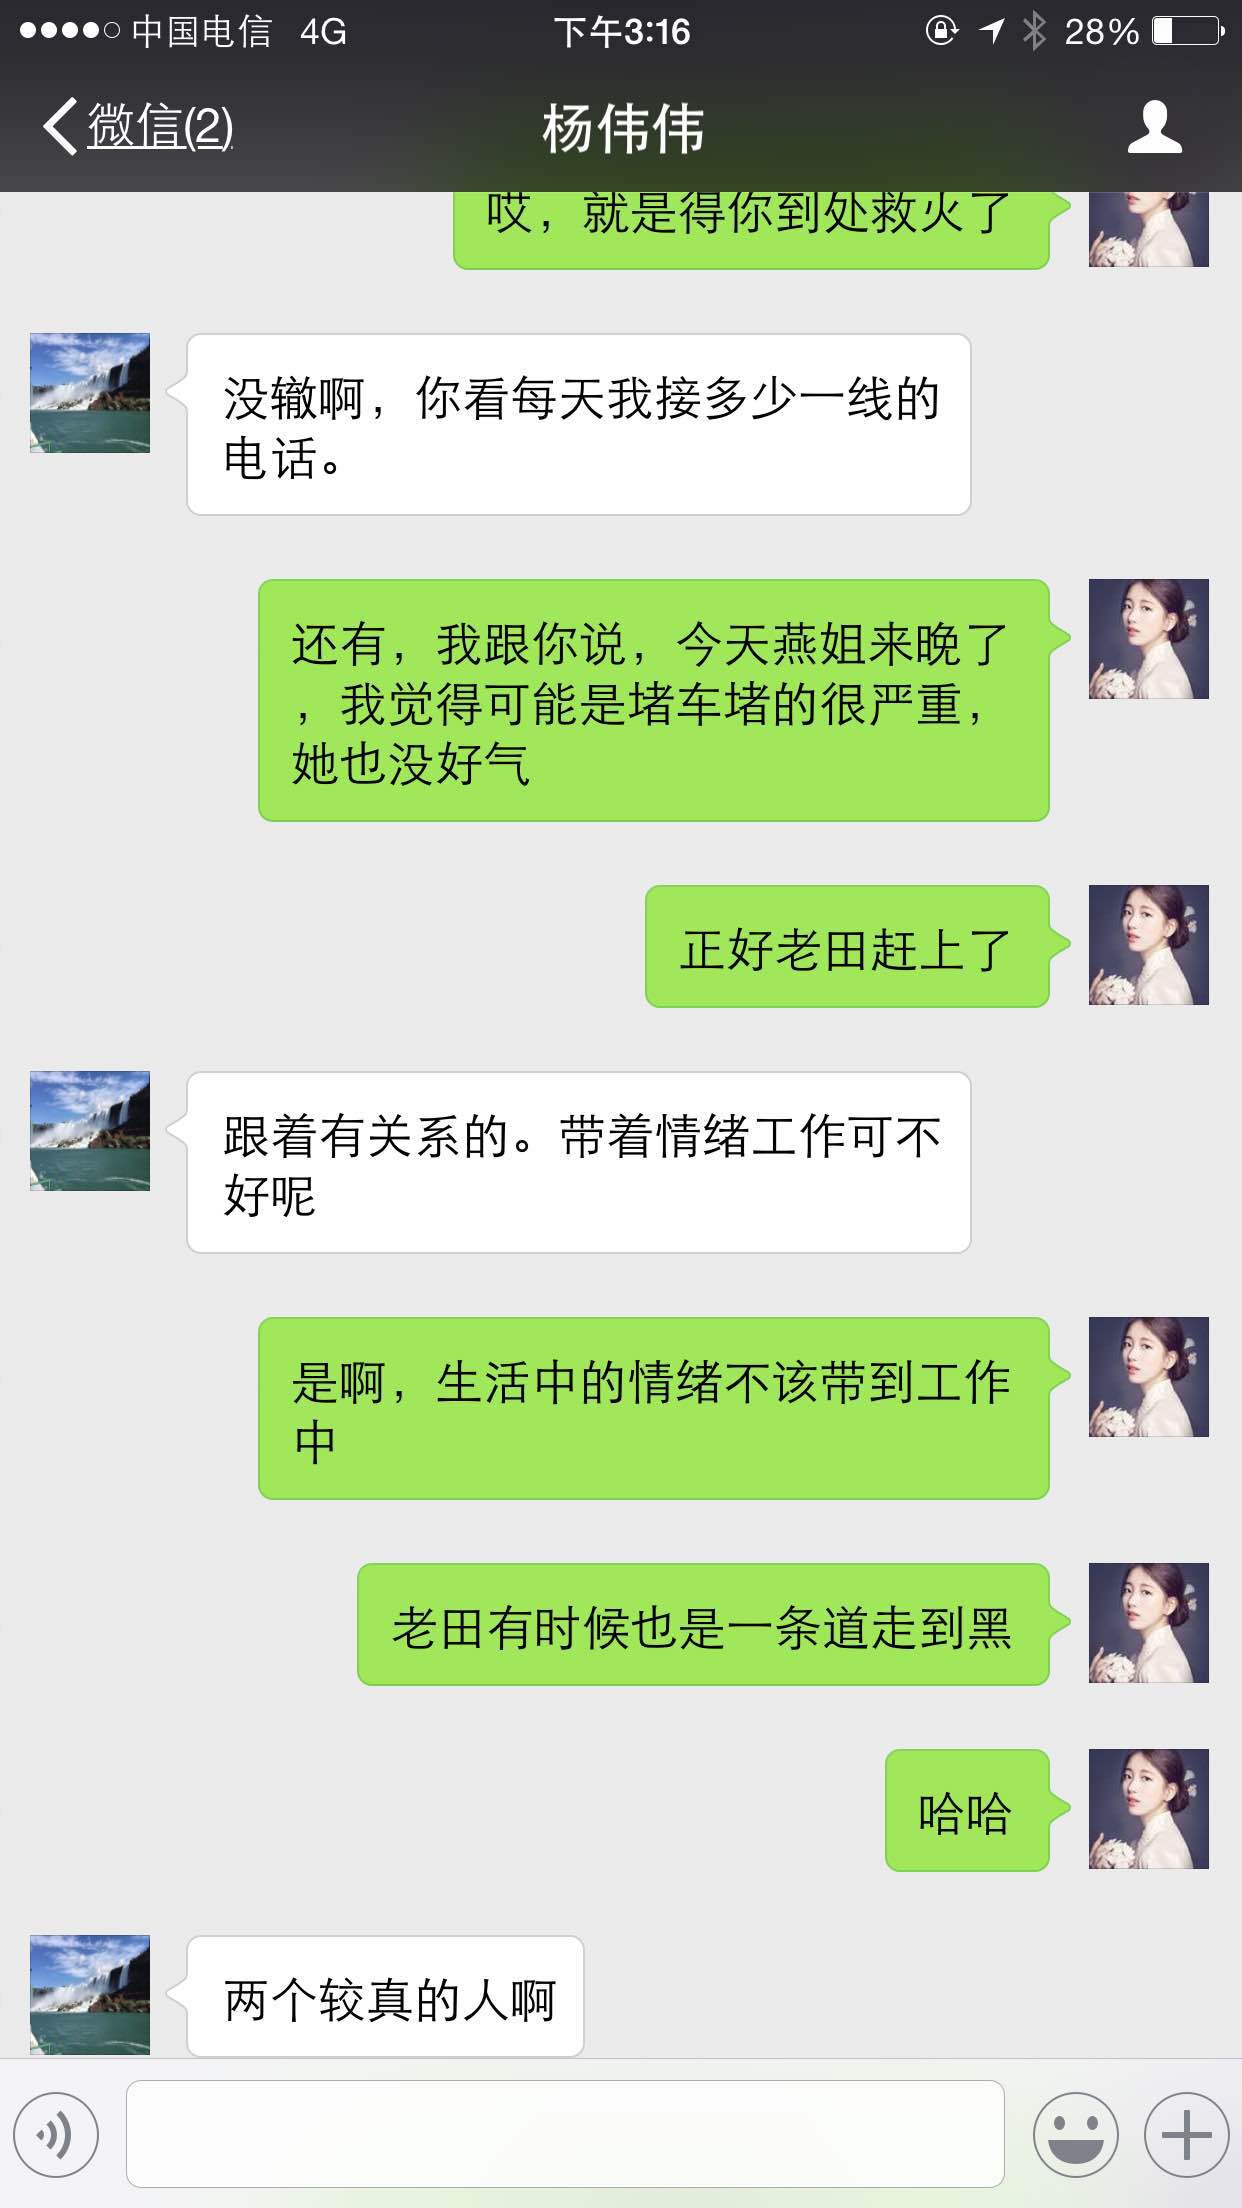 中国电信 4G 下午3:16 28%
微信(2) 杨伟伟
哎，就是得你到处救火了
没辙啊，你看每天我接多少一线的
电话。
还有，我跟你说，今天燕姐来晚了
，我觉得可能是堵车堵的很严重，
她也没好气
正好老田赶上了
跟着有关系的。带着情绪工作可不
好呢
是啊，生活中的情绪不该带到工作
中
老田有时候也是一条道走到黑
哈哈
两个较真的人啊